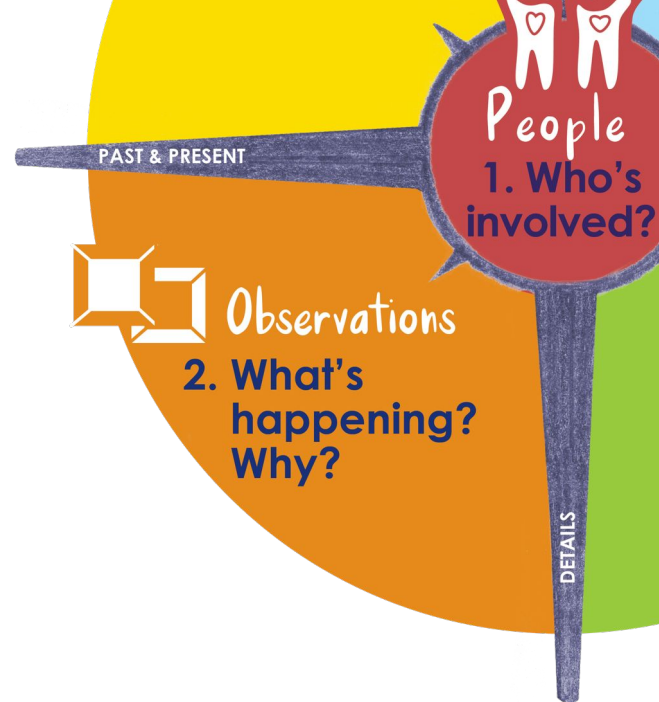 People
1. Who's
involved?
PAST & PRESENT
Observations
2. What's
happening?
Why?
DETAILS